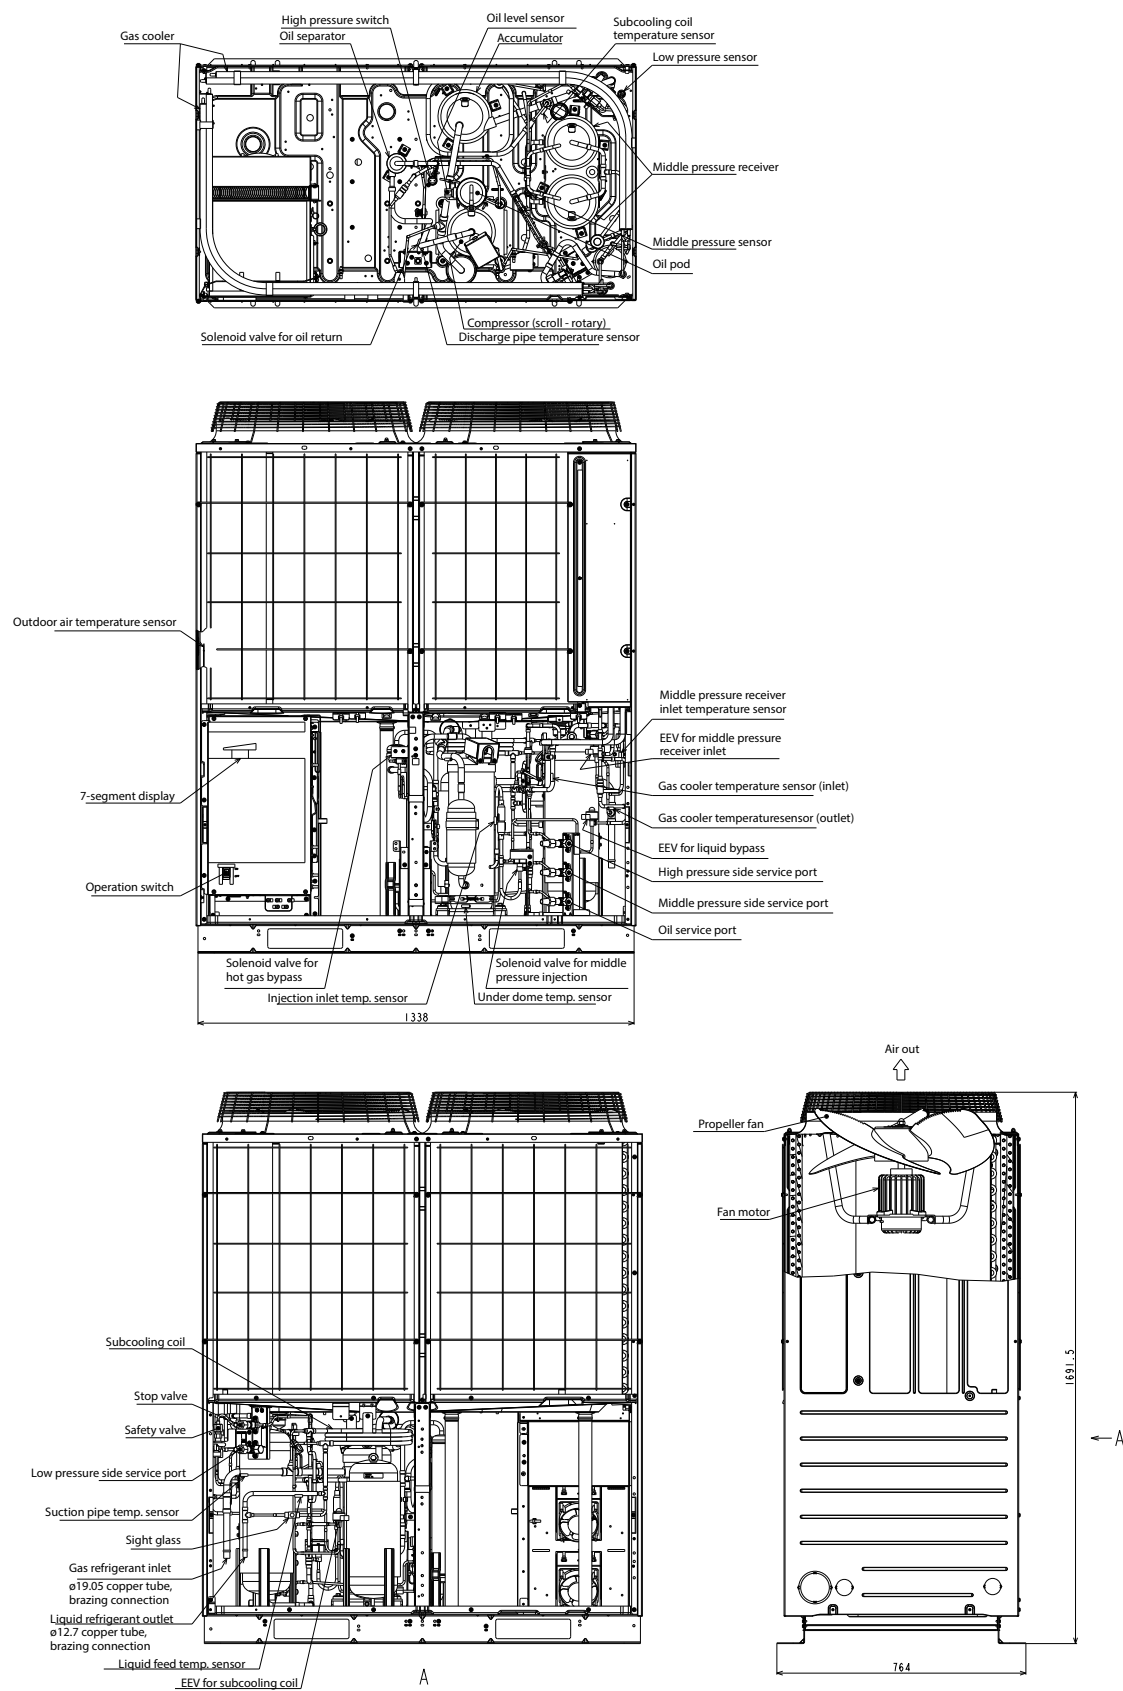 High pressure switch
Oil level sensor
Subcooling coil
temperature sensor
Gas cooler
Oil separator
Accumulator
Low pressure sensor
Middle pressure receiver
Middle pressure sensor
Oil pod
Compressor (scroll - rotary)
Solenoid valve for oil return
Discharge pipe temperature sensor
Outdoor air temperature sensor
Middle pressure receiver
inlet temperature sensor
EEV for middle pressure
receiver inlet
7-segment display
Gas cooler temperature sensor (inlet)
Gas cooler temperaturesensor (outlet)
EEV for liquid bypass
High pressure side service port
Operation switch
Middle pressure side service port
Oil service port
Solenoid valve for
hot gas bypass
Solenoid valve for middle
pressure injection
Injection inlet temp. sensor
Under dome temp. sensor
1338
Air out
Propeller fan
Fan motor
Subcooling coil
1691.5
Stop valve
Safety valve
A
Low pressure side service port
Suction pipe temp. sensor
Sight glass
Gas refrigerant inlet
ø19.05 copper tube,
brazing connection
Liquid refrigerant outlet
ø12.7 copper tube,
brazing connection
Liquid feed temp. sensor
EEV for subcooling coil
A
764